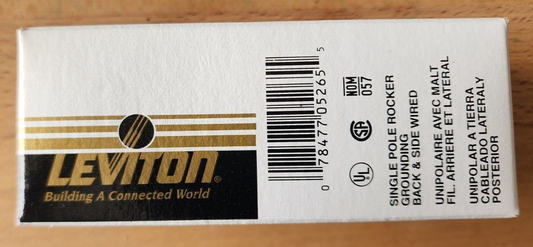 LEVITON®
Building A Connected World
0 78477 05265 5
UL
SA
NOM
057
SINGLE POLE ROCKER
GROUNDING
BACK & SIDE WIRED
UNIPOLAIRE AVEC MALT
FIL. ARRIERE ET LATERAL
UNIPOLAR A TIERRA
CABLEADO LATERALY
POSTERIOR